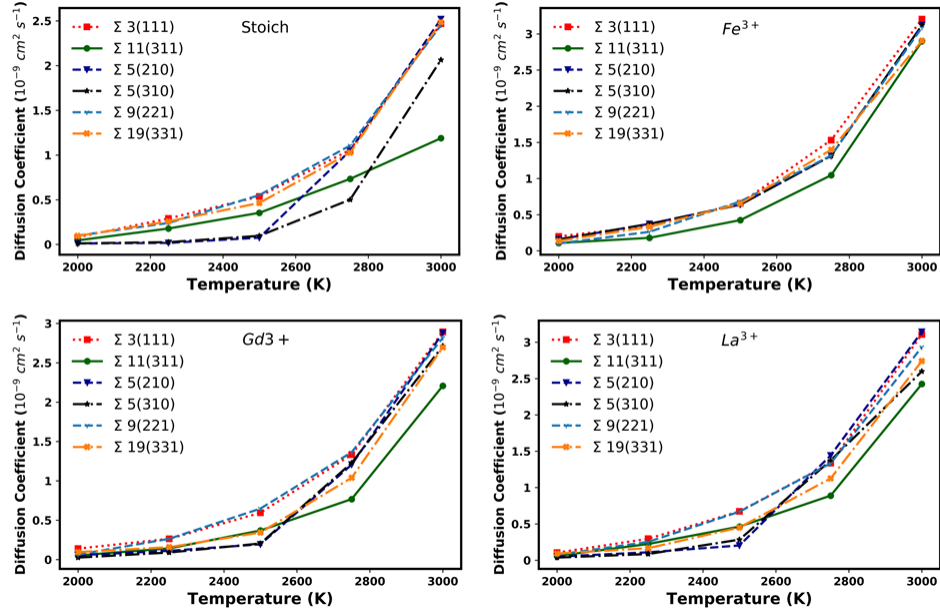 Stoich
Σ 3(111)
Σ 11(311)
Σ 5(210)
Σ 5(310)
Σ 9(221)
Σ 19(331)
Diffusion Coefficient (10⁻⁹ cm² s⁻¹)
2.5
2
1.5
1
0.5
0
2000 2200 2400 2600 2800 3000
Temperature (K)
Fe³⁺
Σ 3(111)
Σ 11(311)
Σ 5(210)
Σ 5(310)
Σ 9(221)
Σ 19(331)
Diffusion Coefficient (10⁻⁹ cm² s⁻¹)
3
2.5
2
1.5
1
0.5
0
2000 2200 2400 2600 2800 3000
Temperature (K)
Gd3+
Σ 3(111)
Σ 11(311)
Σ 5(210)
Σ 5(310)
Σ 9(221)
Σ 19(331)
Diffusion Coefficient (10⁻⁹ cm² s⁻¹)
3
2.5
2
1.5
1
0.5
0
2000 2200 2400 2600 2800 3000
Temperature (K)
La³⁺
Σ 3(111)
Σ 11(311)
Σ 5(210)
Σ 5(310)
Σ 9(221)
Σ 19(331)
Diffusion Coefficient (10⁻⁹ cm² s⁻¹)
3
2.5
2
1.5
1
0.5
0
2000 2200 2400 2600 2800 3000
Temperature (K)